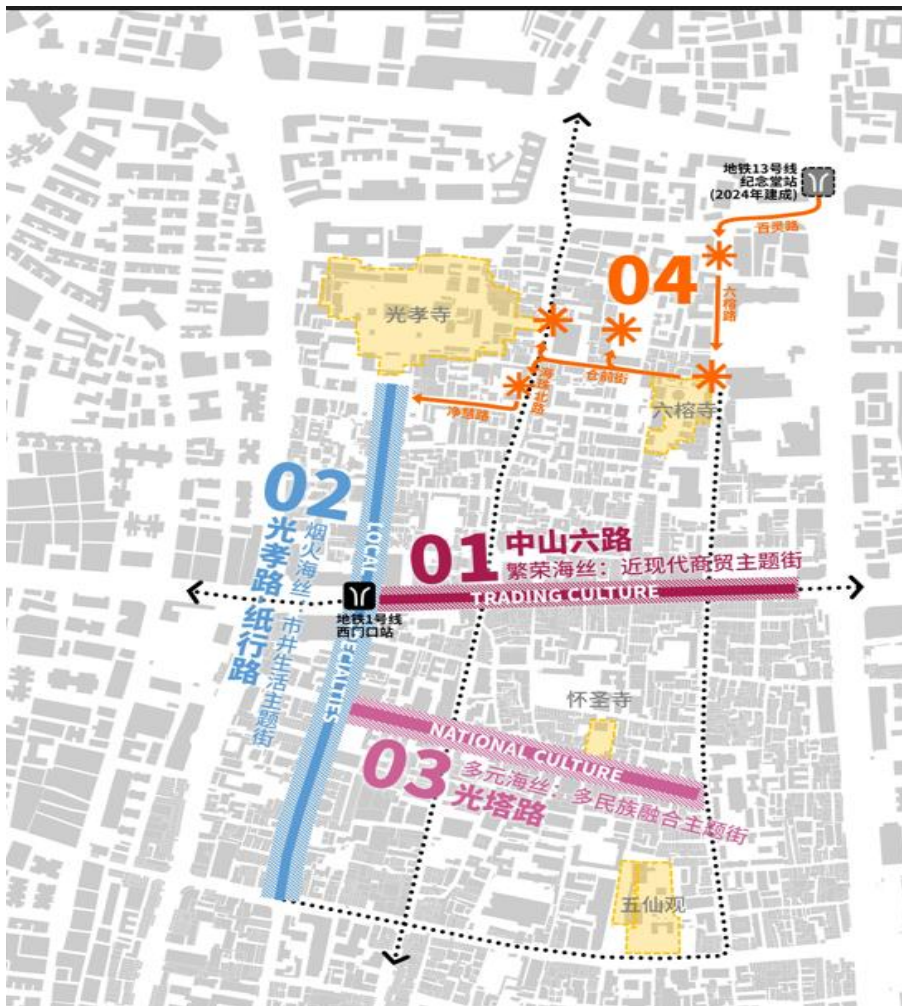 地铁13号线
纪念堂站
(2024年建成)
百灵路
04
六榕路
光孝寺
海珠北路
仓前街
净慧路
六榕寺
02
光孝路·纸行路
烟火海丝：市井生活主题街
LOCAL
ECIALTIES
01
中山六路
繁荣海丝：近现代商贸主题街
TRADING CULTURE
地铁1号线
西门口站
怀圣寺
NATIONAL CULTURE
03
多元海丝：多民族融合主题街
光塔路
五仙观